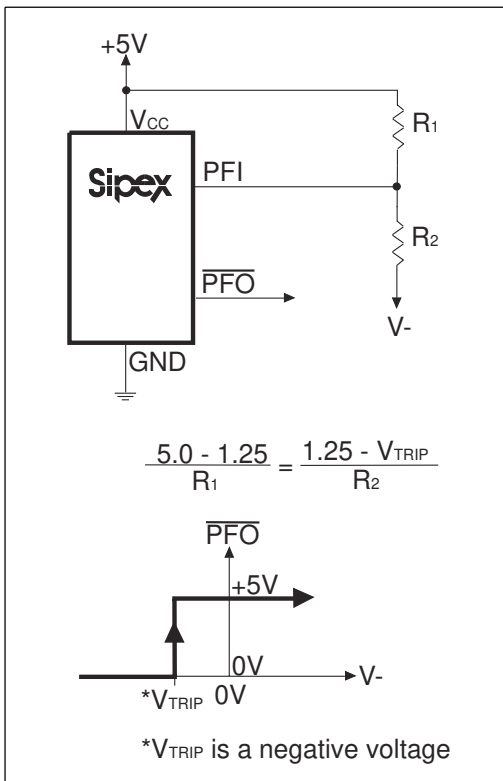 +5V
VCC
R1
Sipex
PFI
R2
PFO
V-
GND
5.0 - 1.25
R1
=
1.25 - VTRIP
R2
PFO
+5V
0V
V-
*VTRIP 0V
*VTRIP is a negative voltage